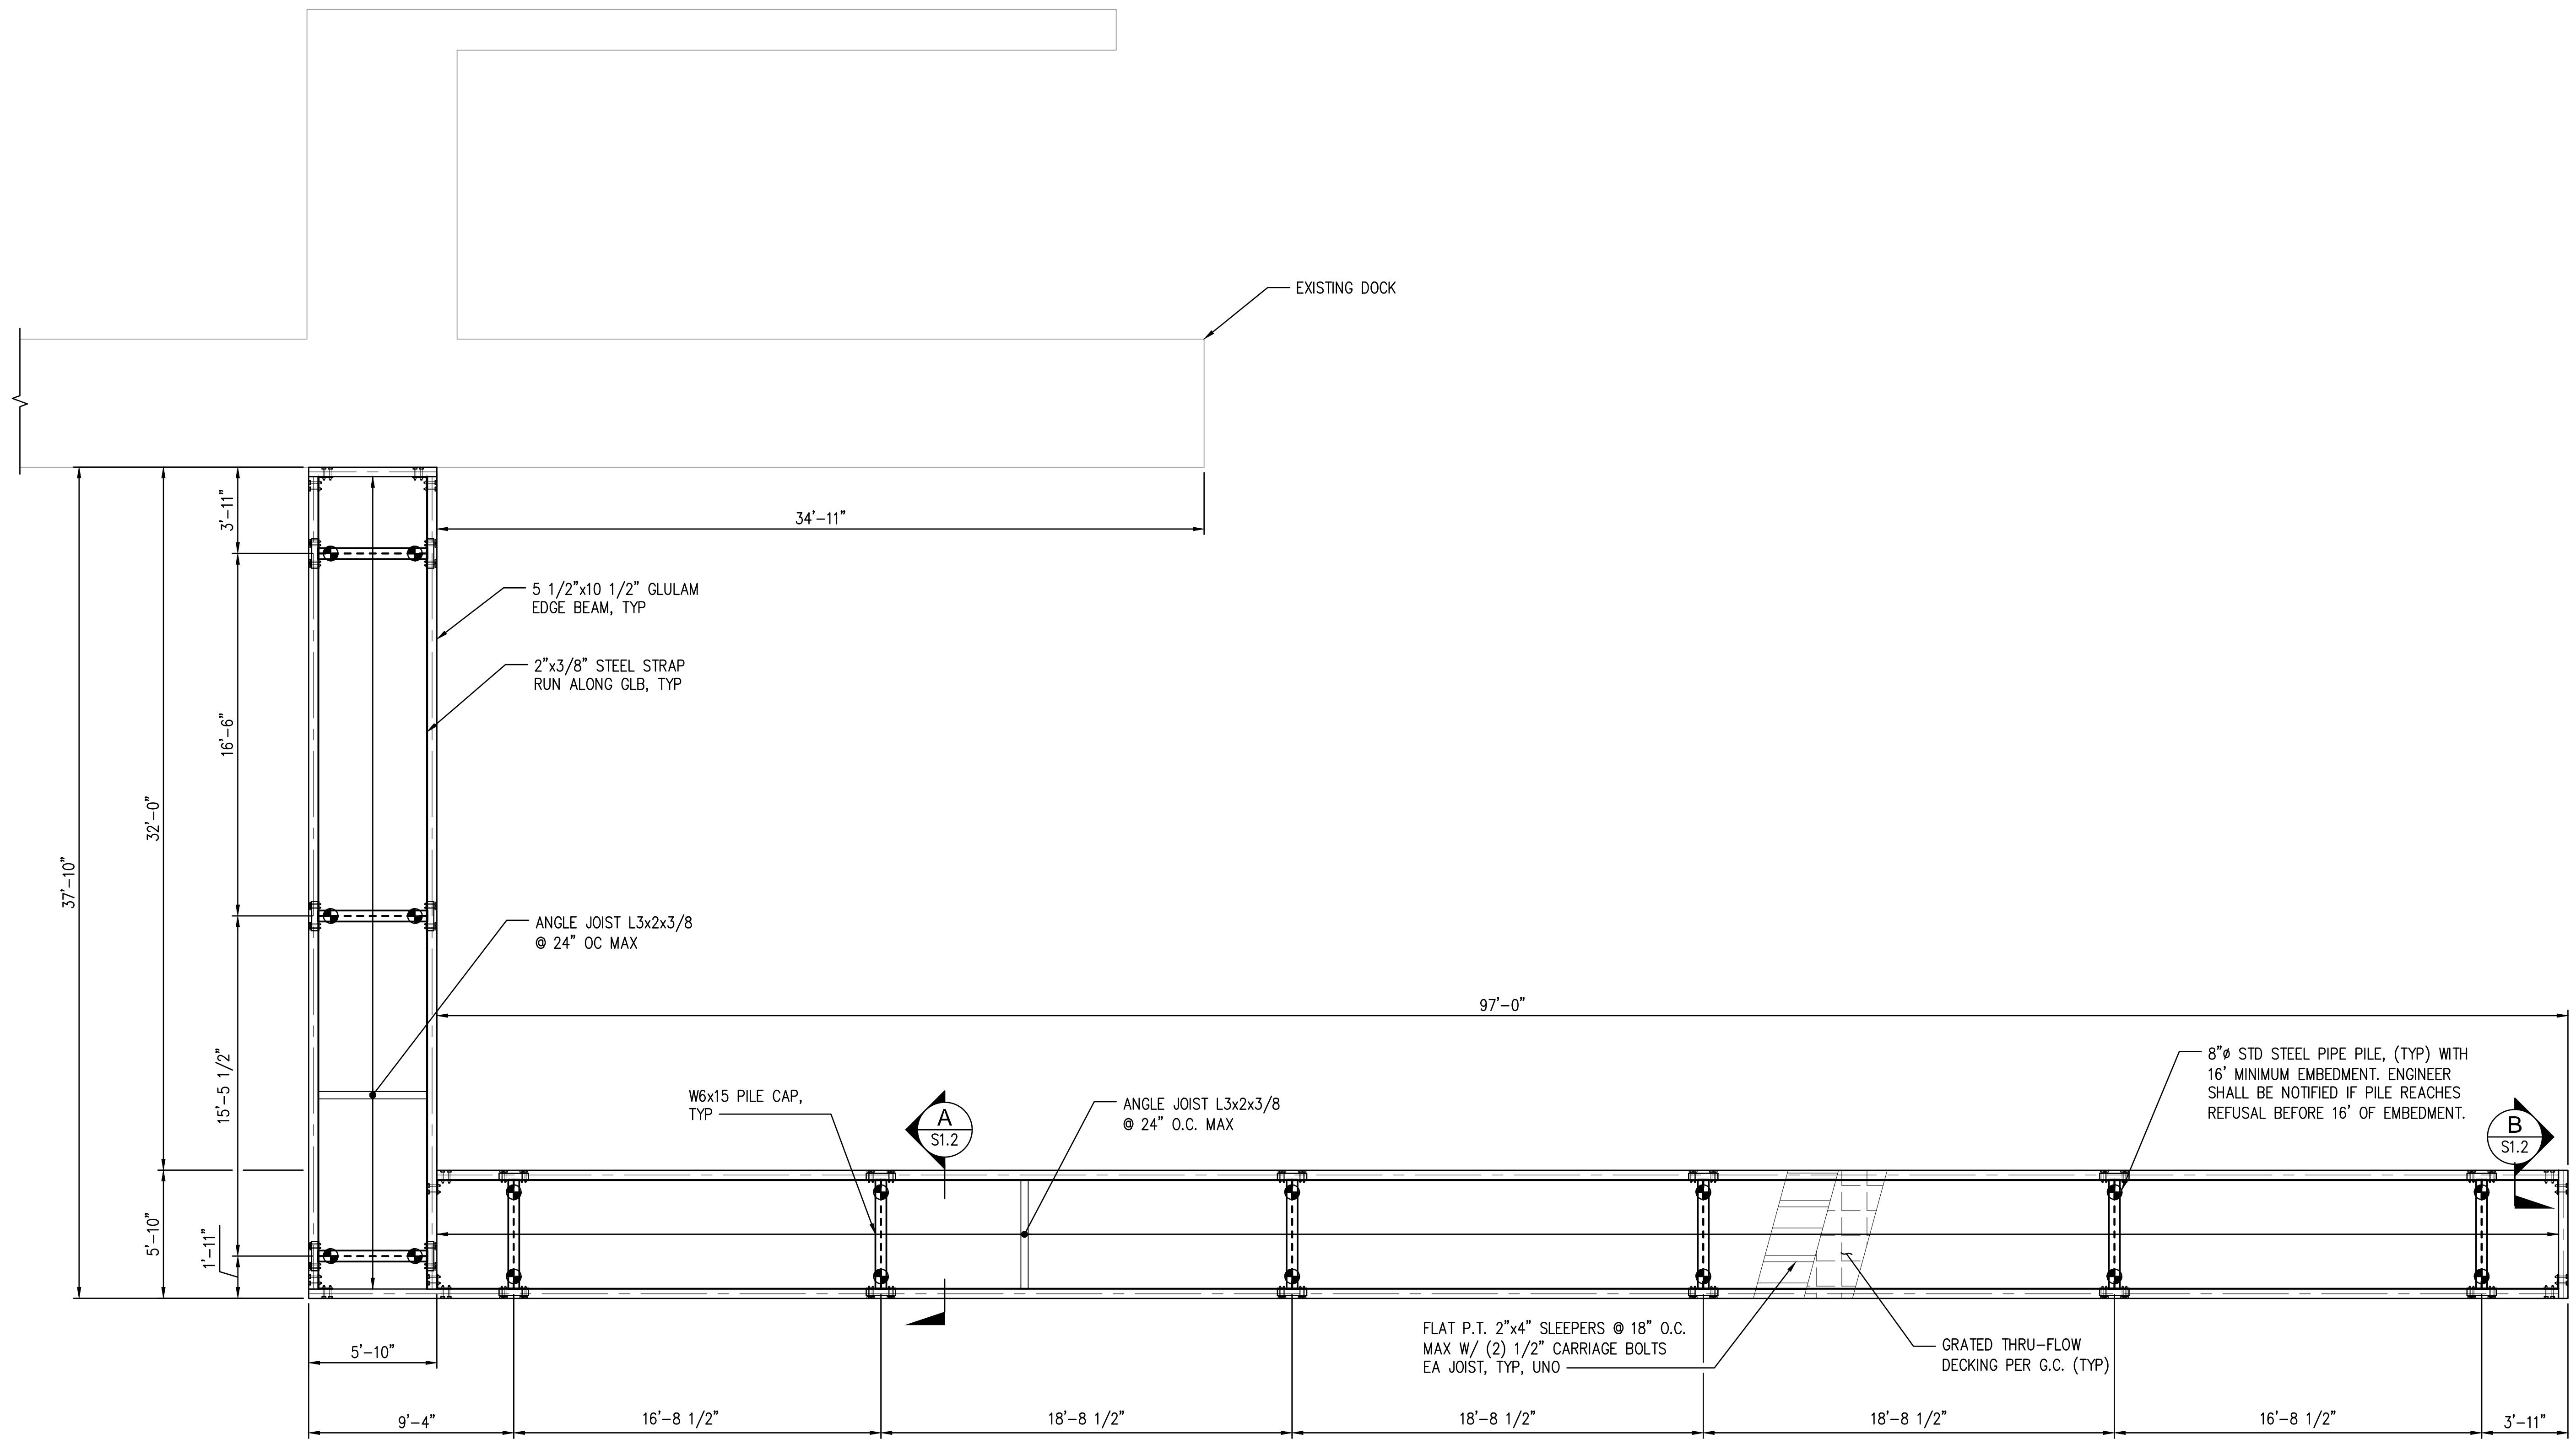 EXISTING DOCK
34'-11"
3'-11"
5 1/2"x10 1/2" GLULAM
EDGE BEAM, TYP
2"x3/8" STEEL STRAP
RUN ALONG GLB, TYP
16'-6"
32'-0"
37'-10"
ANGLE JOIST L3x2x3/8
@ 24" OC MAX
97'-0"
15'-5 1/2"
W6x15 PILE CAP,
TYP
A
S1.2
ANGLE JOIST L3x2x3/8
@ 24" O.C. MAX
8"ø STD STEEL PIPE PILE, (TYP) WITH
16' MINIMUM EMBEDMENT. ENGINEER
SHALL BE NOTIFIED IF PILE REACHES
REFUSAL BEFORE 16' OF EMBEDMENT.
B
S1.2
5'-10"
1'-11"
FLAT P.T. 2"x4" SLEEPERS @ 18" O.C.
MAX W/ (2) 1/2" CARRIAGE BOLTS
EA JOIST, TYP, UNO
GRATED THRU-FLOW
DECKING PER G.C. (TYP)
5'-10"
9'-4"
16'-8 1/2"
18'-8 1/2"
18'-8 1/2"
18'-8 1/2"
16'-8 1/2"
3'-11"